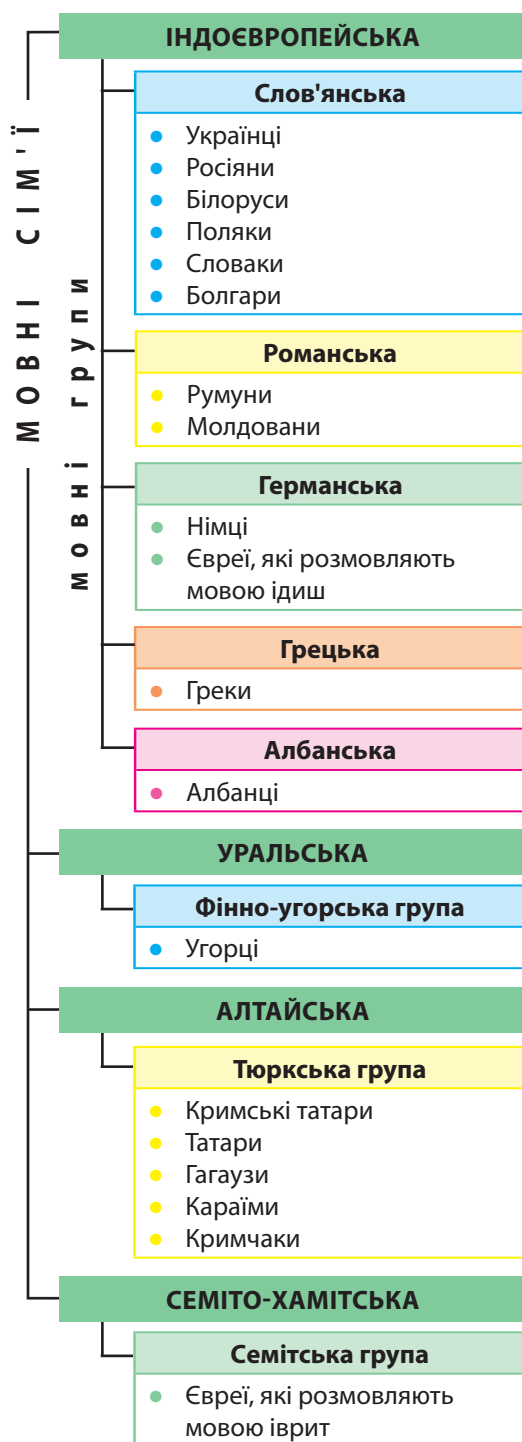 МОВНІ СІМ'Ї
ІНДОЄВРОПЕЙСЬКА
мовні групи
Слов'янська
Українці
Росіяни
Білоруси
Поляки
Словаки
Болгари
Романська
Румуни
Молдовани
Германська
Німці
Євреї, які розмовляють
мовою ідиш
Грецька
Греки
Албанська
Албанці
УРАЛЬСЬКА
Фінно-угорська група
Угорці
АЛТАЙСЬКА
Тюркська група
Кримські татари
Татари
Гагаузи
Караїми
Кримчаки
СЕМІТО-ХАМІТСЬКА
Семітська група
Євреї, які розмовляють
мовою іврит